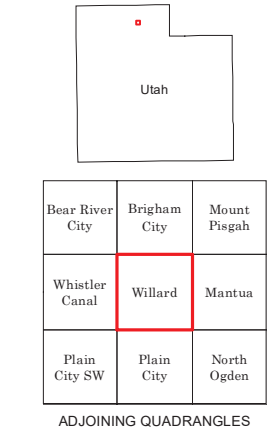 Utah
Bear River
City
Brigham
City
Mount
Pisgah
Whistler
Canal
Willard
Mantua
Plain
City SW
Plain
City
North
Ogden
ADJOINING QUADRANGLES